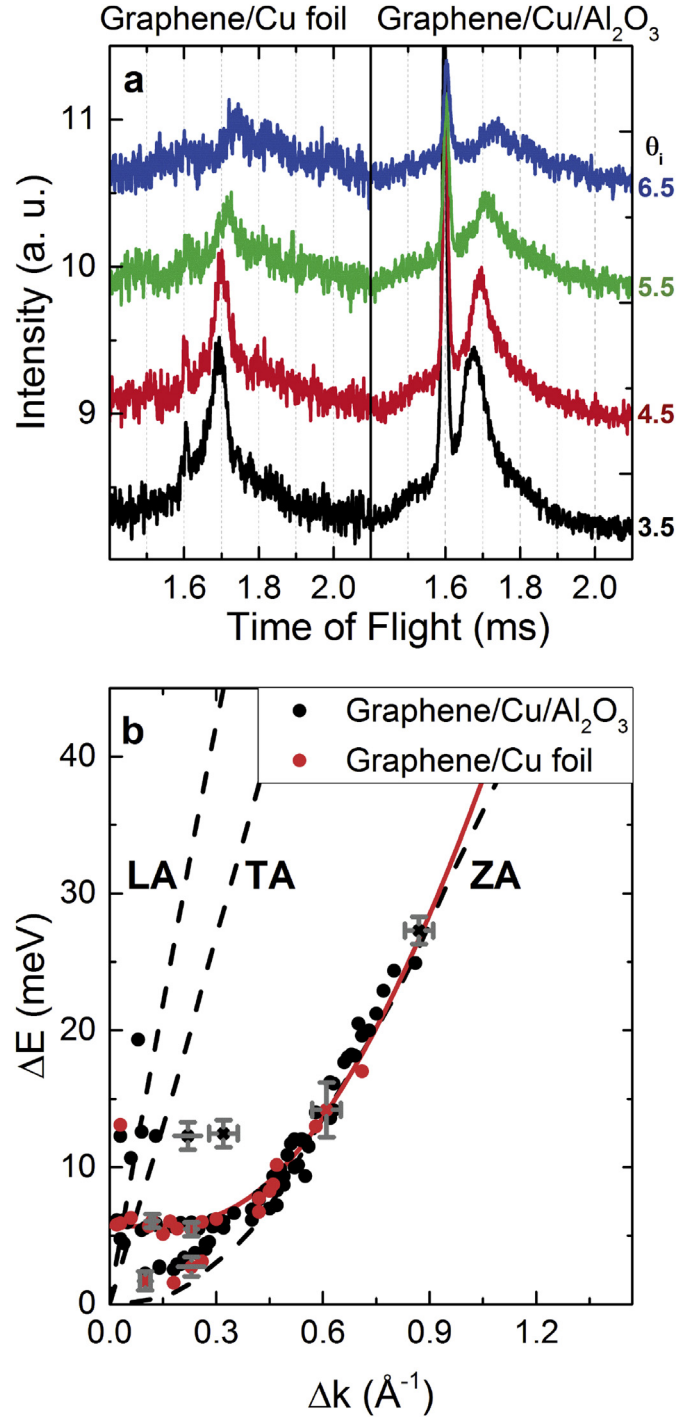 Graphene/Cu foil Graphene/Cu/Al₂O₃
a
11
10
9
Intensity (a. u.)
θᵢ
6.5
5.5
4.5
3.5
1.6 1.8 2.0 1.6 1.8 2.0
Time of Flight (ms)
b
Graphene/Cu/Al₂O₃
Graphene/Cu foil
LA TA ZA
40
30
20
10
0
ΔE (meV)
0.0 0.3 0.6 0.9 1.2
Δk (Å⁻¹)